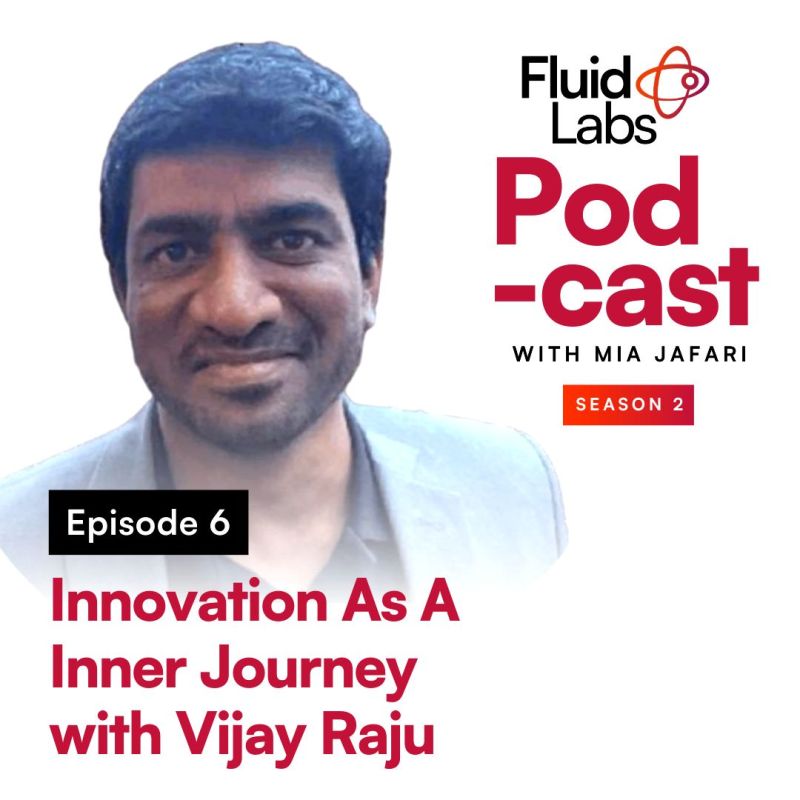 Fluid
Labs
Pod
-cast
WITH MIA JAFARI
SEASON 2
Episode 6
Innovation As A
Inner Journey
with Vijay Raju